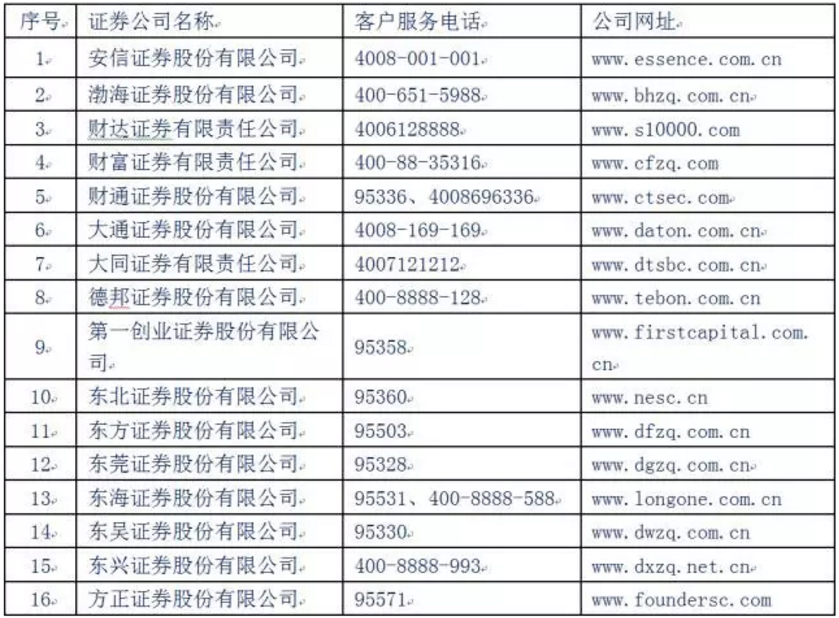 序号 证券公司名称 客户服务电话 公司网址
1 安信证券股份有限公司 4008-001-001 www.essence.com.cn
2 渤海证券股份有限公司 400-651-5988 www.bhzq.com.cn
3 财达证券有限责任公司 4006128888 www.s10000.com
4 财富证券有限责任公司 400-88-35316 www.cfzq.com
5 财通证券股份有限公司 95336、4008696336 www.ctsec.com
6 大通证券股份有限公司 4008-169-169 www.daton.com.cn
7 大同证券有限责任公司 4007121212 www.dtsbc.com.cn
8 德邦证券股份有限公司 400-8888-128 www.tebon.com.cn
9 第一创业证券股份有限公
司 95358 www.firstcapital.com.
cn
10 东北证券股份有限公司 95360 www.nesc.cn
11 东方证券股份有限公司 95503 www.dfzq.com.cn
12 东莞证券股份有限公司 95328 www.dgzq.com.cn
13 东海证券股份有限公司 95531、400-8888-588 www.longone.com.cn
14 东吴证券股份有限公司 95330 www.dwzq.com.cn
15 东兴证券股份有限公司 400-8888-993 www.dxzq.net.cn
16 方正证券股份有限公司 95571 www.foundersc.com